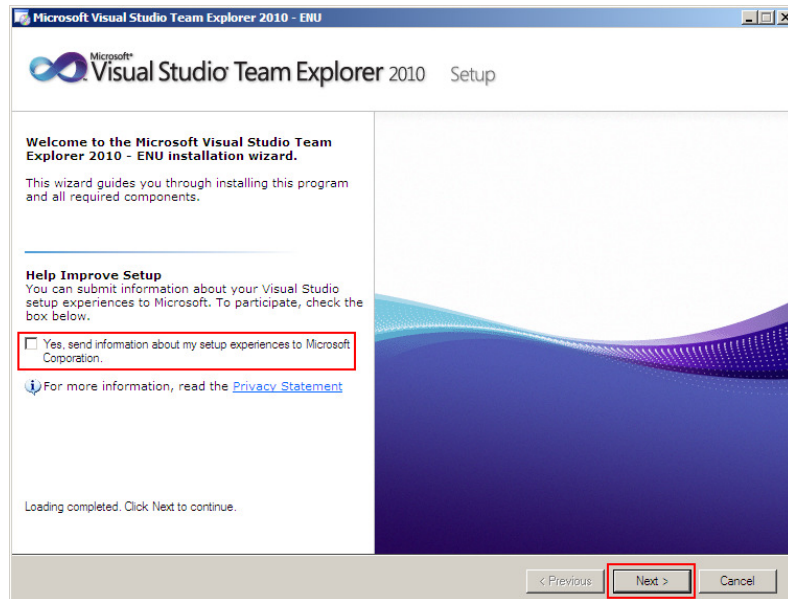 Microsoft Visual Studio Team Explorer 2010 - ENU
Microsoft®
Visual Studio Team Explorer 2010 Setup
Welcome to the Microsoft Visual Studio Team
Explorer 2010 - ENU installation wizard.
This wizard guides you through installing this program
and all required components.
Help Improve Setup
You can submit information about your Visual Studio
setup experiences to Microsoft. To participate, check the
box below.
Yes, send information about my setup experiences to Microsoft
Corporation.
For more information, read the Privacy Statement
Loading completed. Click Next to continue.
< Previous Next > Cancel